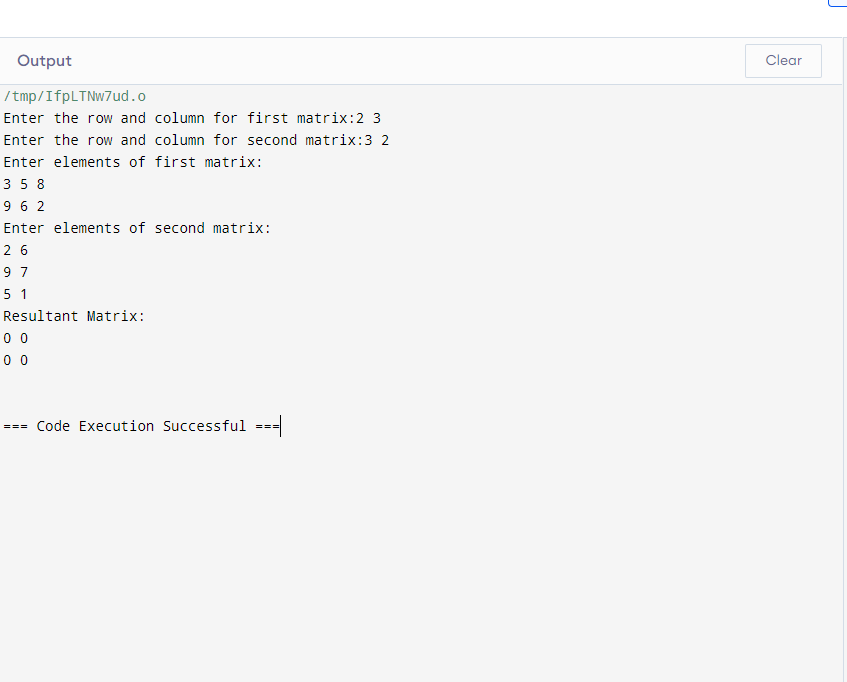 Output
Clear
/tmp/IfpLTNw7ud.o
Enter the row and column for first matrix:2 3
Enter the row and column for second matrix:3 2
Enter elements of first matrix:
3 5 8
9 6 2
Enter elements of second matrix:
2 6
9 7
5 1
Resultant Matrix:
0 0
0 0
=== Code Execution Successful ===